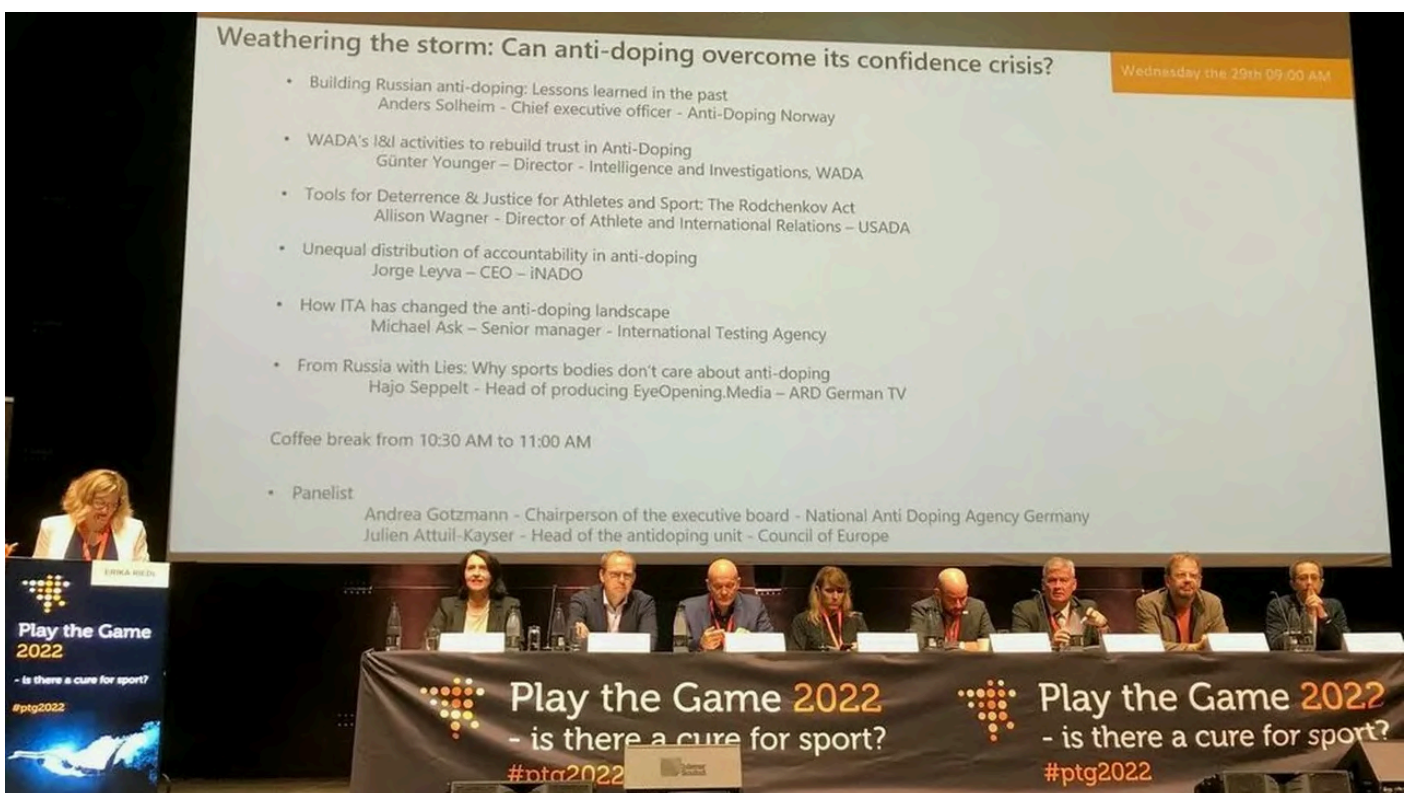 Weathering the storm: Can anti-doping overcome its confidence crisis?
Wednesday the 29th 09:00 AM
• Building Russian anti-doping: Lessons learned in the past
Anders Solheim - Chief executive officer - Anti-Doping Norway
• WADA's I&I activities to rebuild trust in Anti-Doping
Günter Younger – Director - Intelligence and Investigations, WADA
• Tools for Deterrence & Justice for Athletes and Sport: The Rodchenkov Act
Allison Wagner - Director of Athlete and International Relations – USADA
• Unequal distribution of accountability in anti-doping
Jorge Leyva – CEO – iNADO
• How ITA has changed the anti-doping landscape
Michael Ask – Senior manager - International Testing Agency
• From Russia with Lies: Why sports bodies don't care about anti-doping
Hajo Seppelt - Head of producing EyeOpening.Media – ARD German TV
Coffee break from 10:30 AM to 11:00 AM
• Panelist
Andrea Gotzmann - Chairperson of the executive board - National Anti Doping Agency Germany
Julien Attuil-Kayser - Head of the antidoping unit - Council of Europe
ERIKA RIEDL
Play the Game
2022
- is there a cure for sport?
#ptg2022
Play the Game 2022
- is there a cure for sport?
#ptg2022
Play the Game 2022
- is there a cure for sport?
#ptg2022